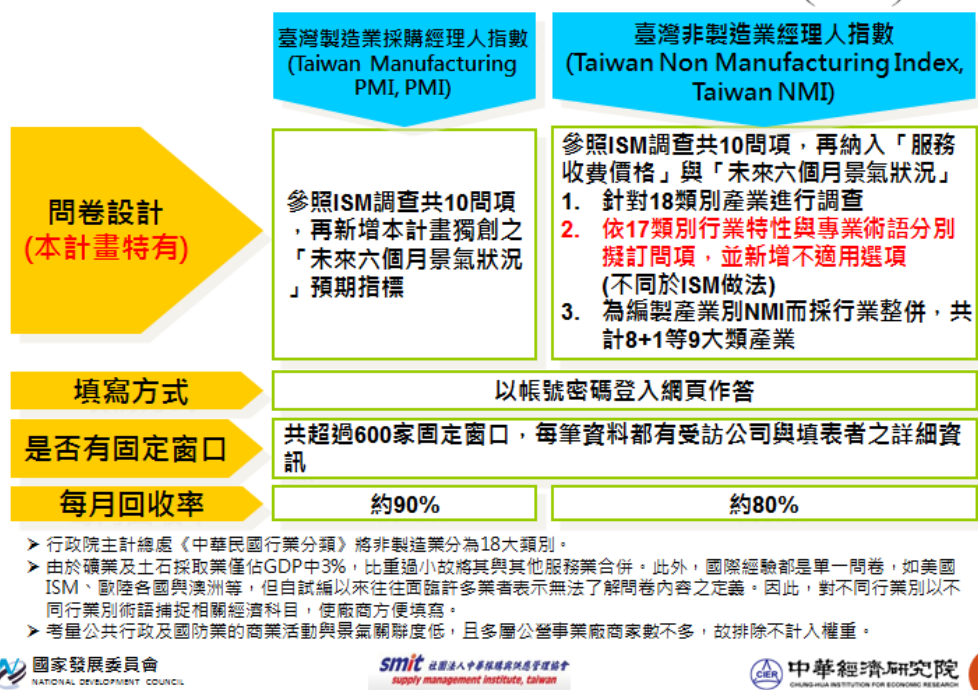 臺灣製造業採購經理人指數
(Taiwan Manufacturing
PMI, PMI)
臺灣非製造業經理人指數
(Taiwan Non Manufacturing Index,
Taiwan NMI)
問卷設計
(本計畫特有)
參照ISM調查共10問項
，再新增本計畫獨創之
「未來六個月景氣狀況
」預期指標
參照ISM調查共10問項，再納入「服務
收費價格」與「未來六個月景氣狀況」
1. 針對18類別產業進行調查
2. 依17類別行業特性與專業術語分別
擬訂問項，並新增不適用選項
(不同於ISM做法)
3. 為編製產業別NMI而採行業整併，共
計8+1等9大類產業
填寫方式
以帳號密碼登入網頁作答
是否有固定窗口
共超過600家固定窗口，每筆資料都有受訪公司與填表者之詳細資
訊
每月回收率
約90%
約80%
➤ 行政院主計總處《中華民國行業分類》將非製造業分為18大類別。
➤ 由於礦業及土石採取業僅佔GDP中3%，比重過小故將其與其他服務業合併。此外，國際經驗都是單一問卷，如美國
ISM、歐陸各國與澳洲等，但自試編以來往往面臨許多業者表示無法了解問卷內容之定義。因此，對不同行業別以不
同行業別術語捕捉相關經濟科目，使廠商方便填寫。
➤ 考量公共行政及國防業的商業活動與景氣關聯度低，且多屬公營事業廠商家數不多，故排除不計入權重。
國家發展委員會
NATIONAL DEVELOPMENT COUNCIL
smit 社團法人中華採購與供應管理協會
supply management institute, taiwan
CIER
中華經濟研究院
CHUNG-HUA INSTITUTION FOR ECONOMIC RESEARCH